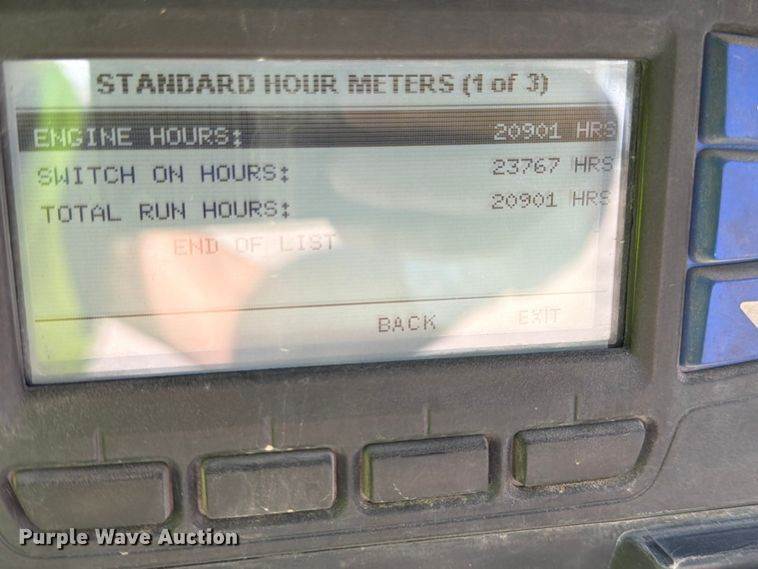 STANDARD HOUR METERS (1 of 3)
ENGINE HOURS: 20901 HRS
SWITCH ON HOURS: 23767 HRS
TOTAL RUN HOURS: 20901 HRS
END OF LIST
BACK EXIT
Purple Wave Auction